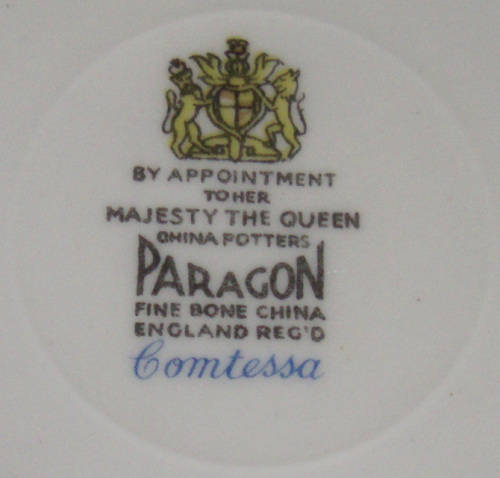 BY APPOINTMENT
TO HER
MAJESTY THE QUEEN
CHINA POTTERS
PARAGON
FINE BONE CHINA
ENGLAND REG'D
Comtessa